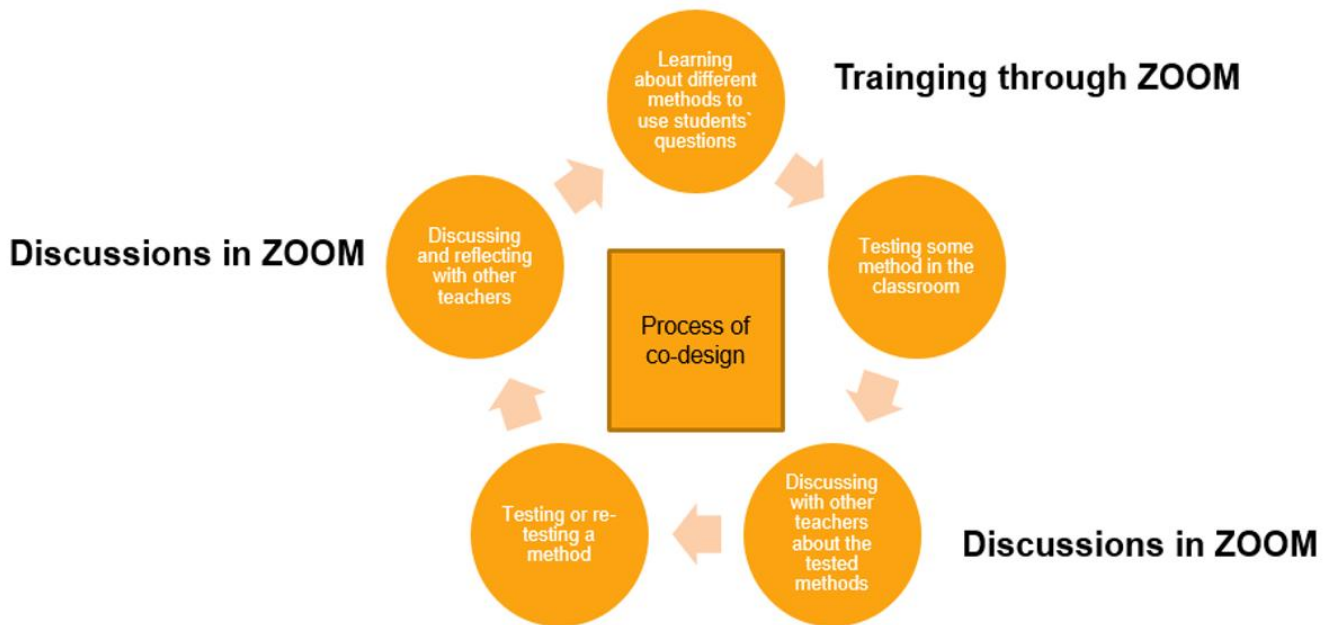 Learning
about different
methods to
use students`
questions
Trainging through ZOOM
Testing some
method in the
classroom
Discussing
with other
teachers
about the
tested
methods
Discussions in ZOOM
Testing or re-
testing a
method
Discussing
and reflecting
with other
teachers
Discussions in ZOOM
Process of
co-design